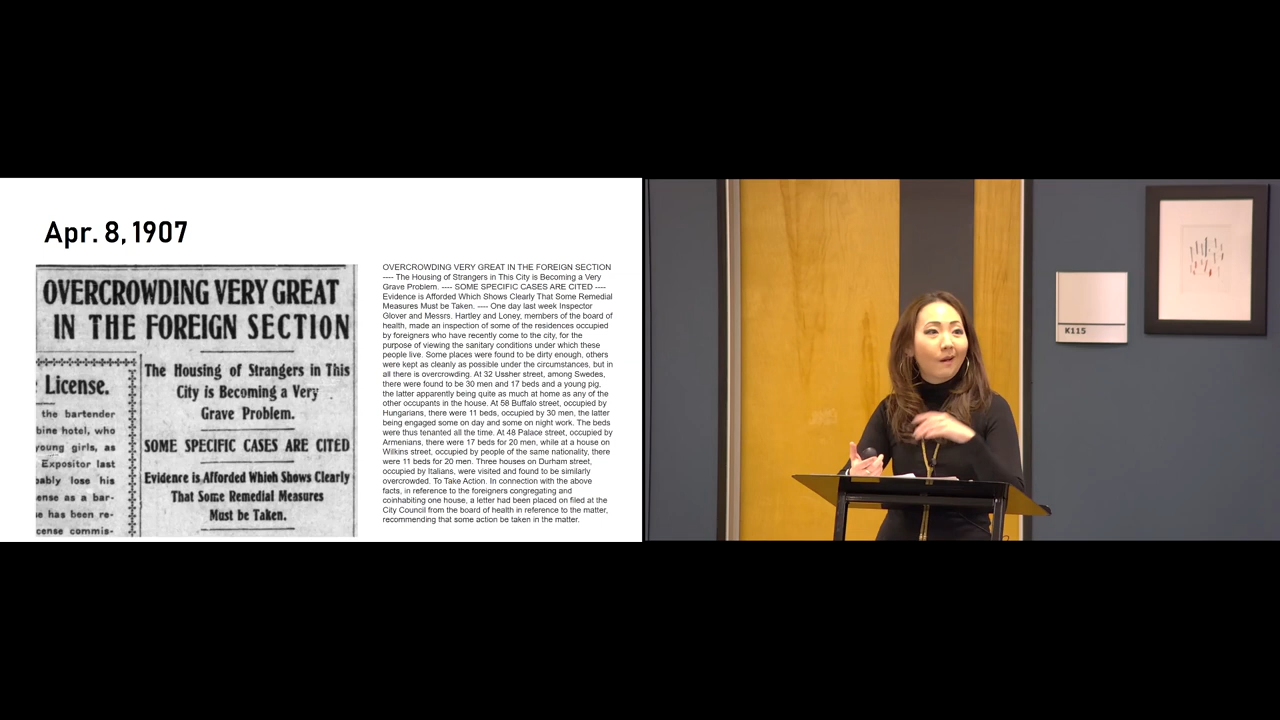 Apr. 8, 1907
OVERCROWDING VERY GREAT
IN THE FOREIGN SECTION
License.
the bartender
bine hotel, who
young girls, as
Expositor last
bably lose his
ense as a bar-
e has been re-
cense commis-
The Housing of Strangers in This
City is Becoming a Very
Grave Problem.
SOME SPECIFIC CASES ARE CITED
Evidence is Afforded Which Shows Clearly
That Some Remedial Measures
Must be Taken.
OVERCROWDING VERY GREAT IN THE FOREIGN SECTION
---- The Housing of Strangers in This City is Becoming a Very
Grave Problem. ---- SOME SPECIFIC CASES ARE CITED ----
Evidence is Afforded Which Shows Clearly That Some Remedial
Measures Must be Taken. ---- One day last week Inspector
Glover and Messrs. Hartley and Loney, members of the board of
health, made an inspection of some of the residences occupied
by foreigners who have recently come to the city, for the
purpose of viewing the sanitary conditions under which these
people live. Some places were found to be dirty enough, others
were kept as cleanly as possible under the circumstances, but in
all there is overcrowding. At 32 Ussher street, among Swedes,
there were found to be 30 men and 17 beds and a young pig,
the latter apparently being quite as much at home as any of the
other occupants in the house. At 58 Buffalo street, occupied by
Hungarians, there were 11 beds, occupied by 30 men, the latter
being engaged some on day and some on night work. The beds
were thus tenanted all the time. At 48 Palace street, occupied by
Armenians, there were 17 beds for 20 men, while at a house on
Wilkins street, occupied by people of the same nationality, there
were 11 beds for 20 men. Three houses on Durham street,
occupied by Italians, were visited and found to be similarly
overcrowded. To Take Action. In connection with the above
facts, in reference to the foreigners congregating and
coinhabiting one house, a letter had been placed on filed at the
City Council from the board of health in reference to the matter,
recommending that some action be taken in the matter.
K115